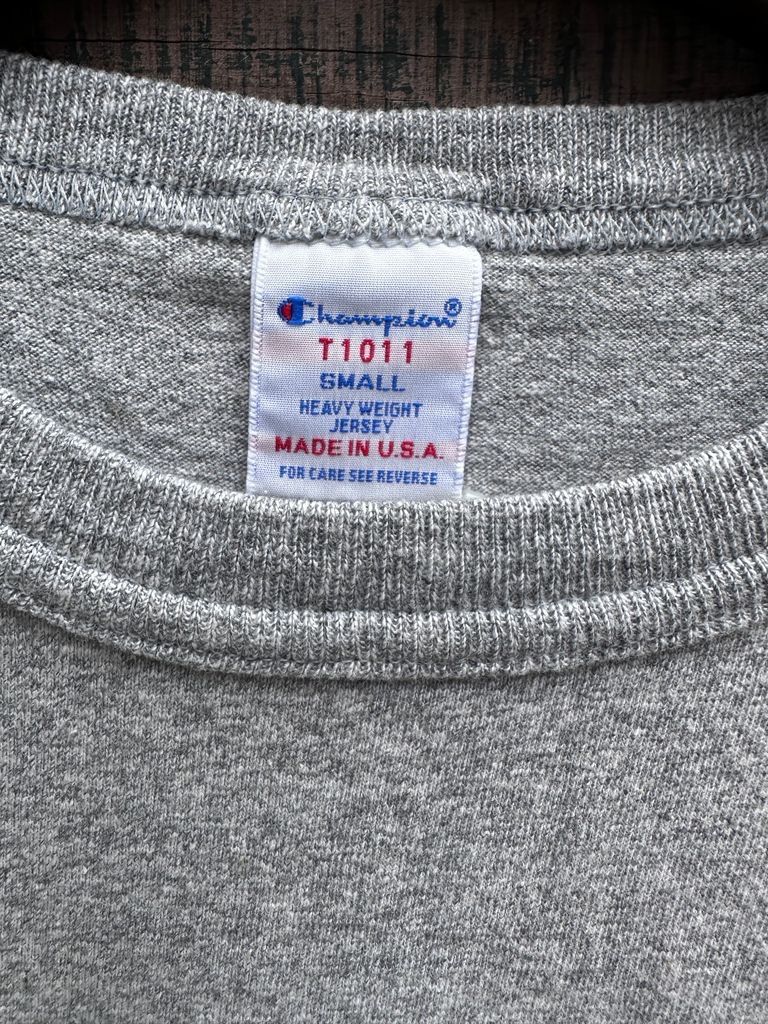 Champion®
T1011
SMALL
HEAVY WEIGHT
JERSEY
MADE IN U.S.A.
FOR CARE SEE REVERSE